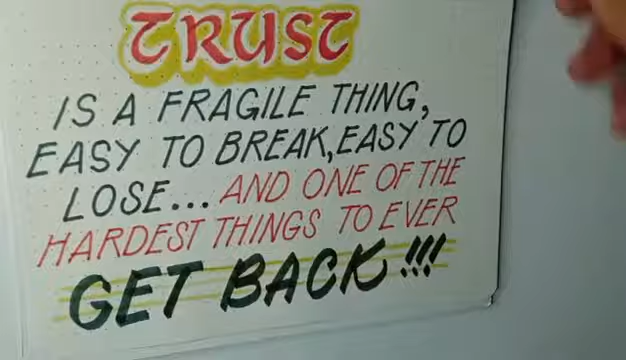 TRUST
IS A FRAGILE THING,
EASY TO BREAK, EASY TO
LOSE... AND ONE OF THE
HARDEST THINGS TO EVER
GET BACK!!!